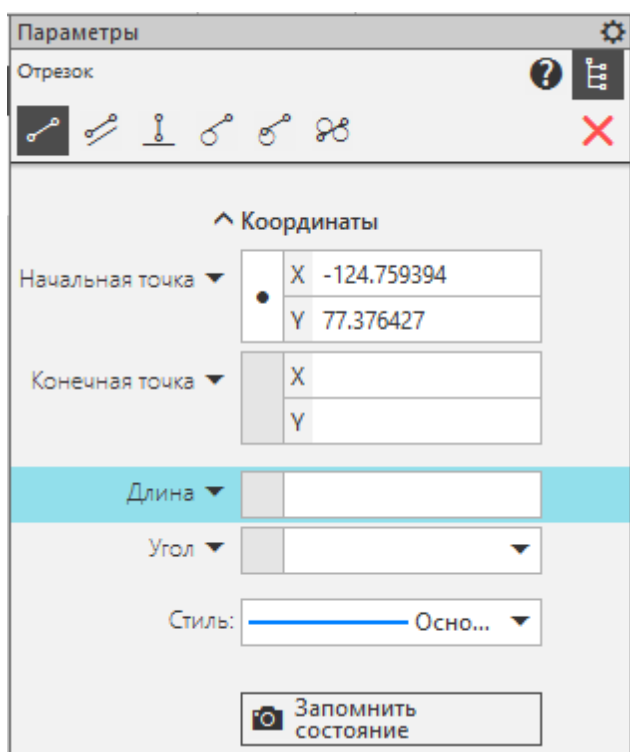 Параметры
Отрезок
Координаты
Начальная точка
X -124.759394
Y 77.376427
Конечная точка
X
Y
Длина
Угол
Стиль: Осно...
Запомнить
состояние